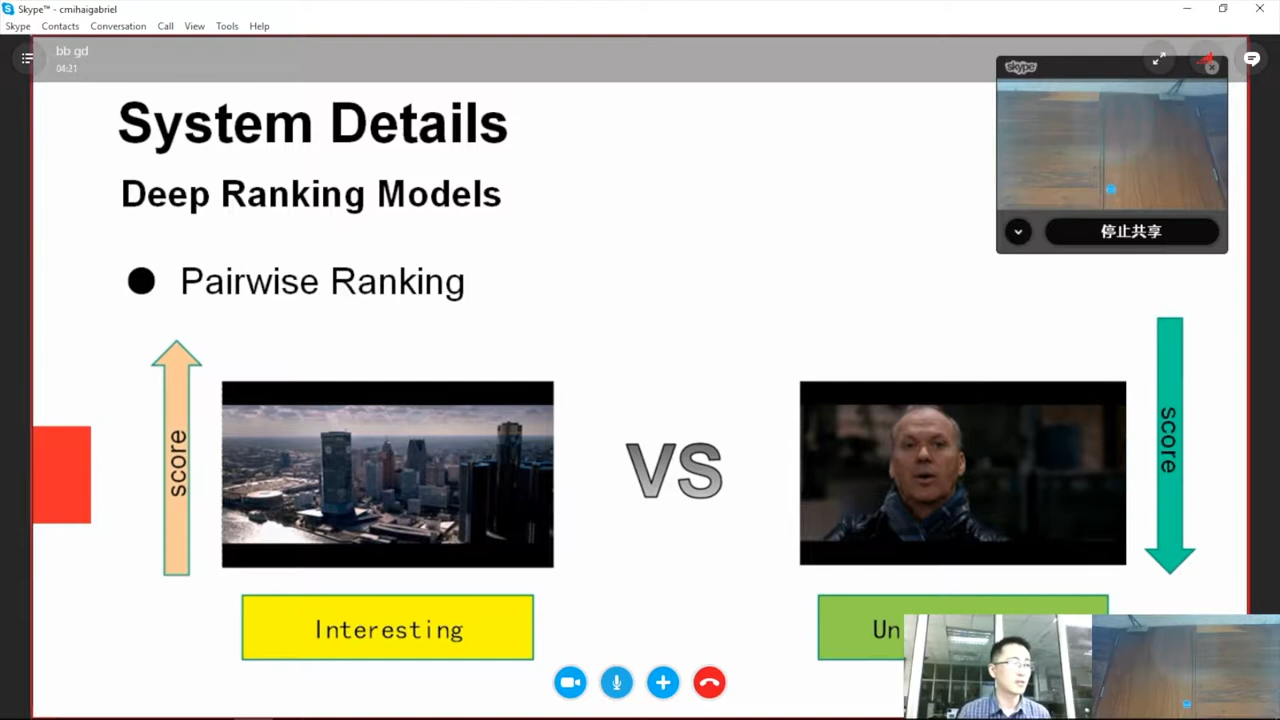 Skype™ - cmihaigabriel
Skype Contacts Conversation Call View Tools Help
bb gd
04:21
skype
停止共享
System Details
Deep Ranking Models
Pairwise Ranking
score
VS
score
Interesting
Un